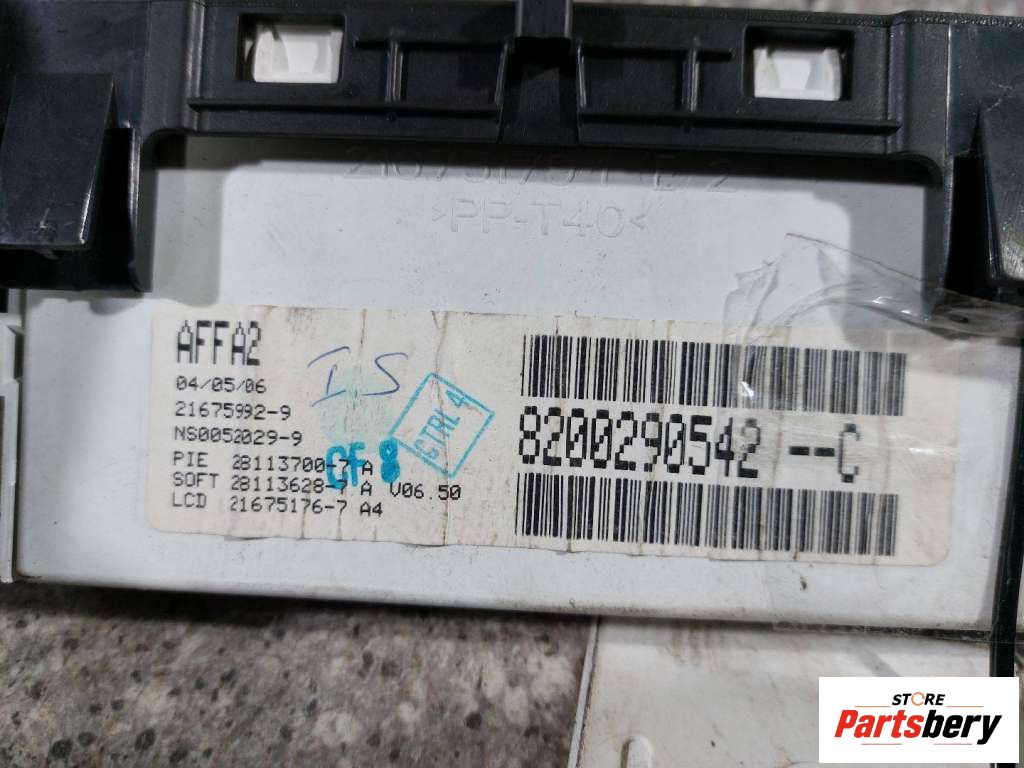 >PP-T40<
AFFA2
IS
04/05/06
21675992-9
NS0052029-9
CTRL 4
CF 8
PIE 28113700-7 A
SOFT 28113628-7 A V06.50
LCD 21675176-7 A4
8200290542--C
STORE
Partsbery